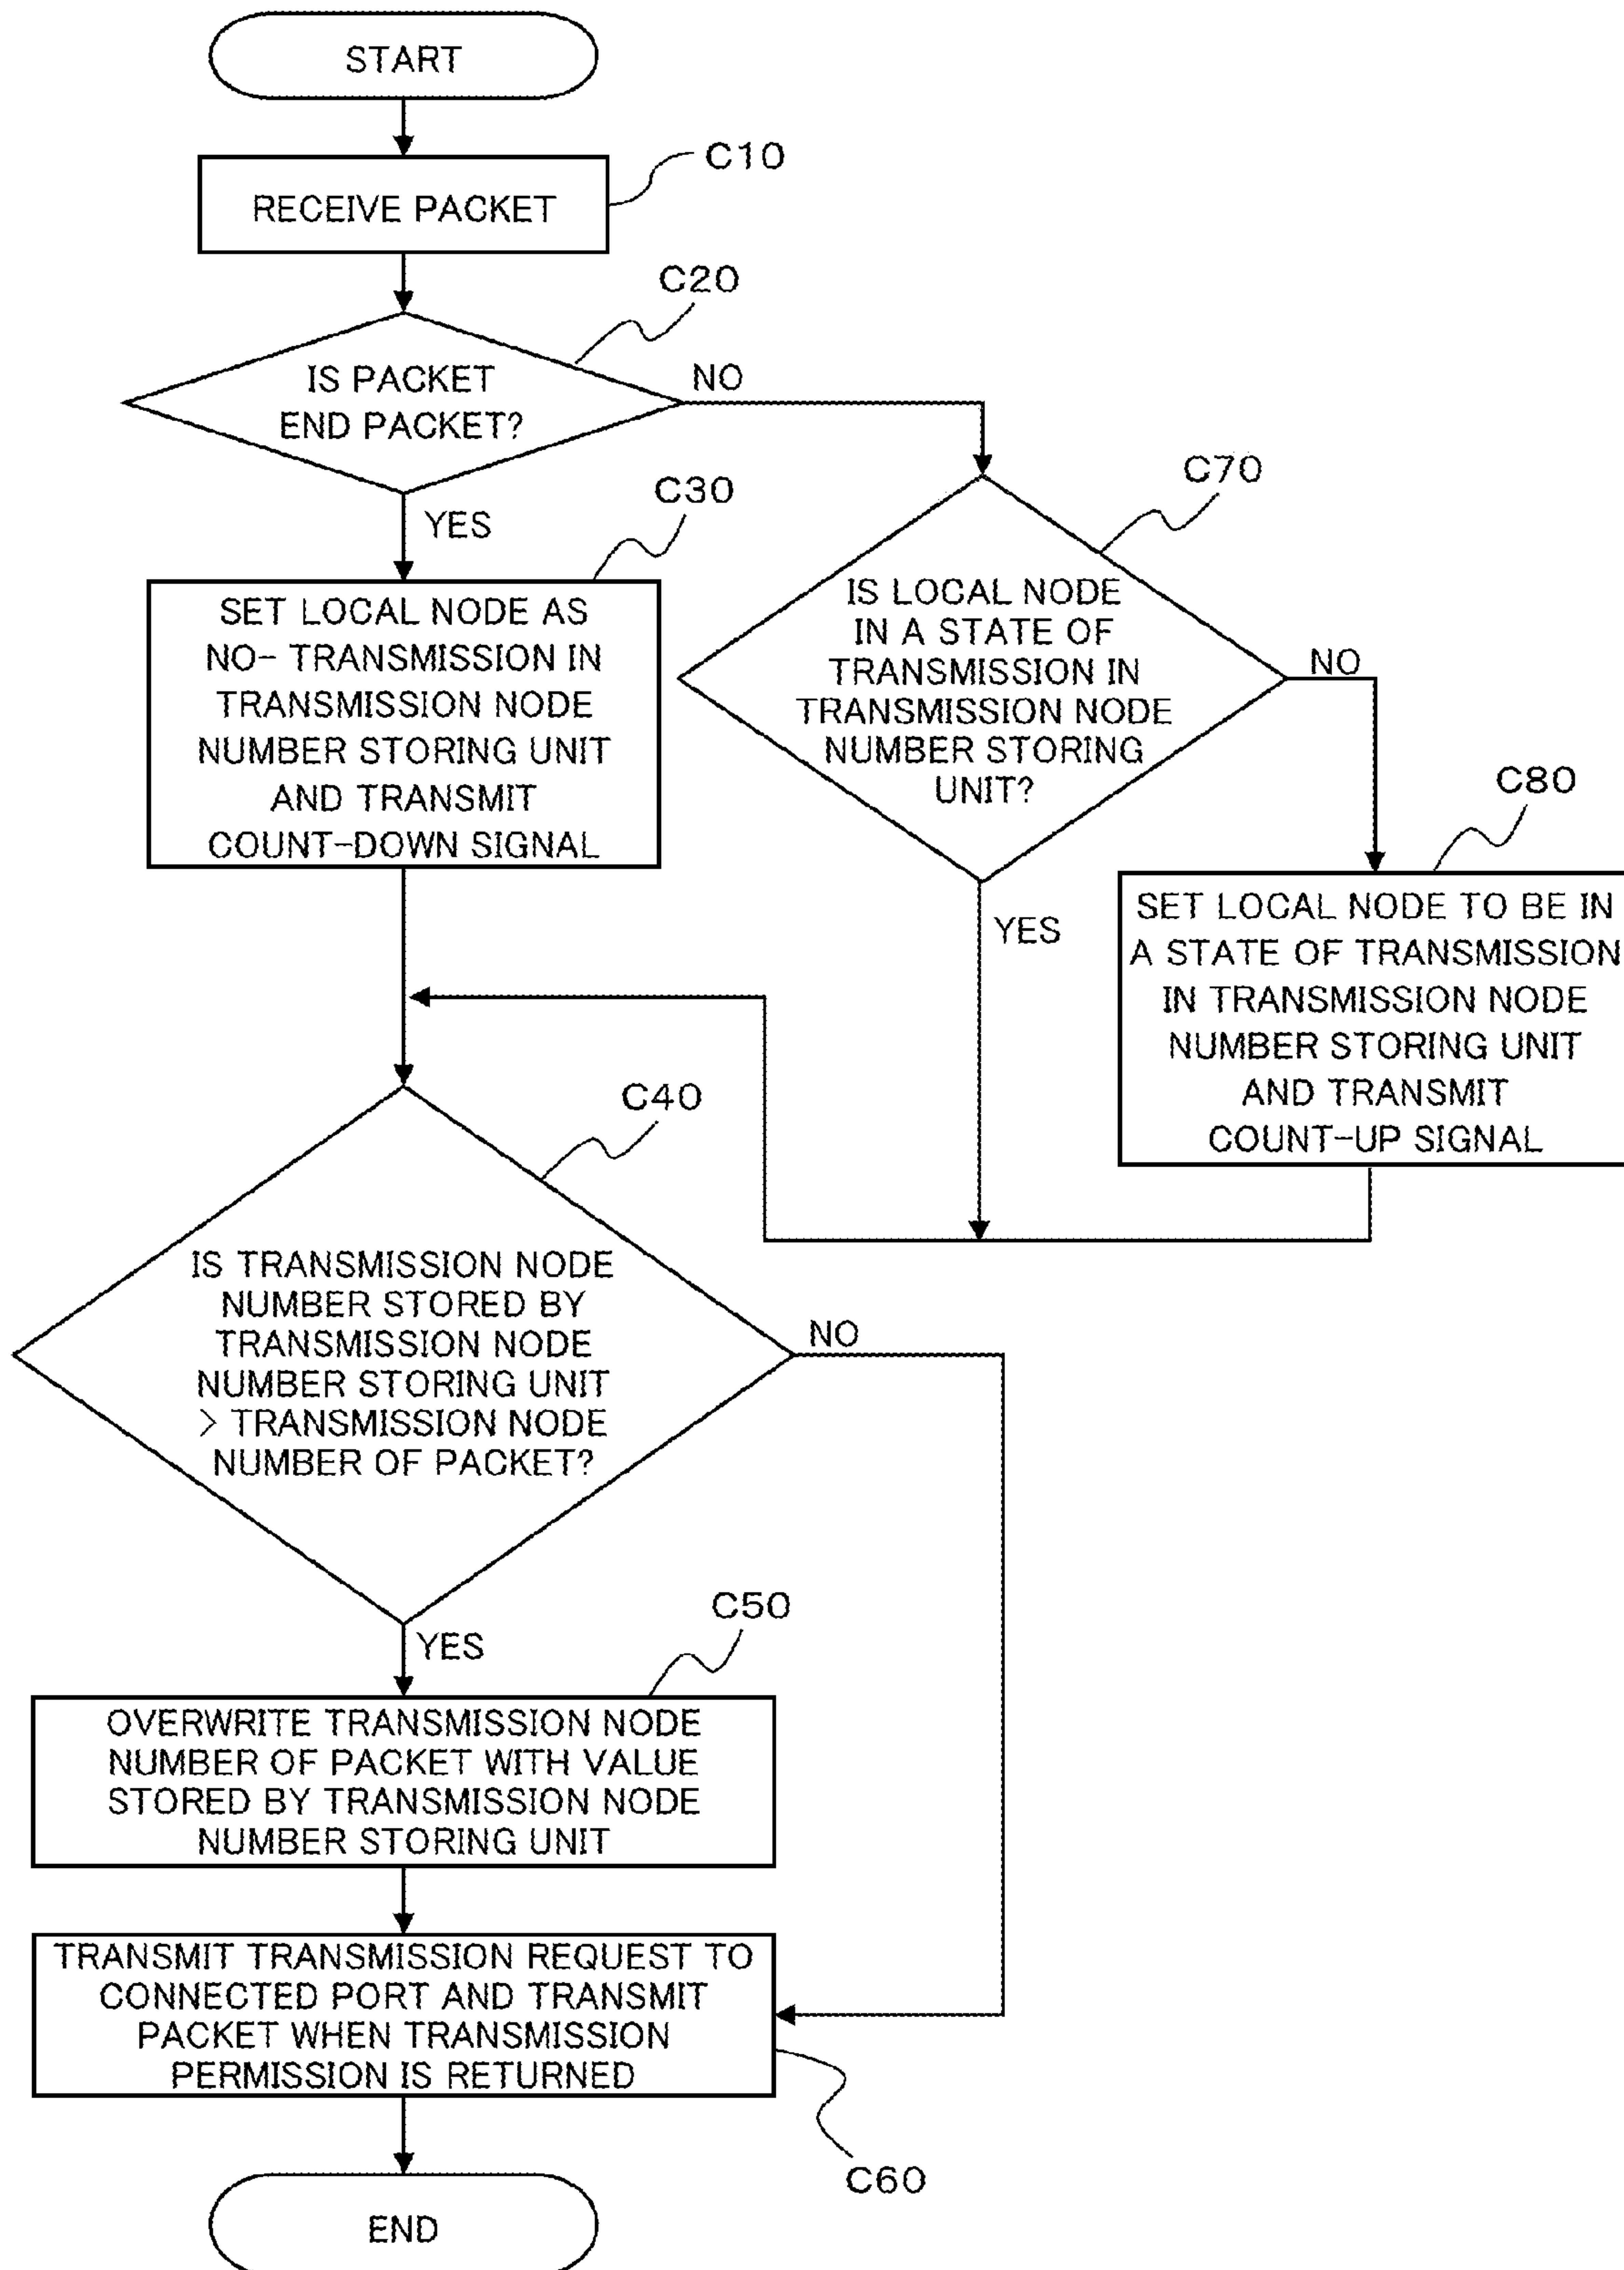 START
C10
RECEIVE PACKET
C20
IS PACKET
END PACKET?
NO
YES
C30
SET LOCAL NODE AS
NO- TRANSMISSION IN
TRANSMISSION NODE
NUMBER STORING UNIT
AND TRANSMIT
COUNT-DOWN SIGNAL
C70
IS LOCAL NODE
IN A STATE OF
TRANSMISSION IN
TRANSMISSION NODE
NUMBER STORING
UNIT?
NO
YES
C80
SET LOCAL NODE TO BE IN
A STATE OF TRANSMISSION
IN TRANSMISSION NODE
NUMBER STORING UNIT
AND TRANSMIT
COUNT-UP SIGNAL
C40
IS TRANSMISSION NODE
NUMBER STORED BY
TRANSMISSION NODE
NUMBER STORING UNIT
> TRANSMISSION NODE
NUMBER OF PACKET?
NO
YES
C50
OVERWRITE TRANSMISSION NODE
NUMBER OF PACKET WITH VALUE
STORED BY TRANSMISSION NODE
NUMBER STORING UNIT
TRANSMIT TRANSMISSION REQUEST TO
CONNECTED PORT AND TRANSMIT
PACKET WHEN TRANSMISSION
PERMISSION IS RETURNED
C60
END